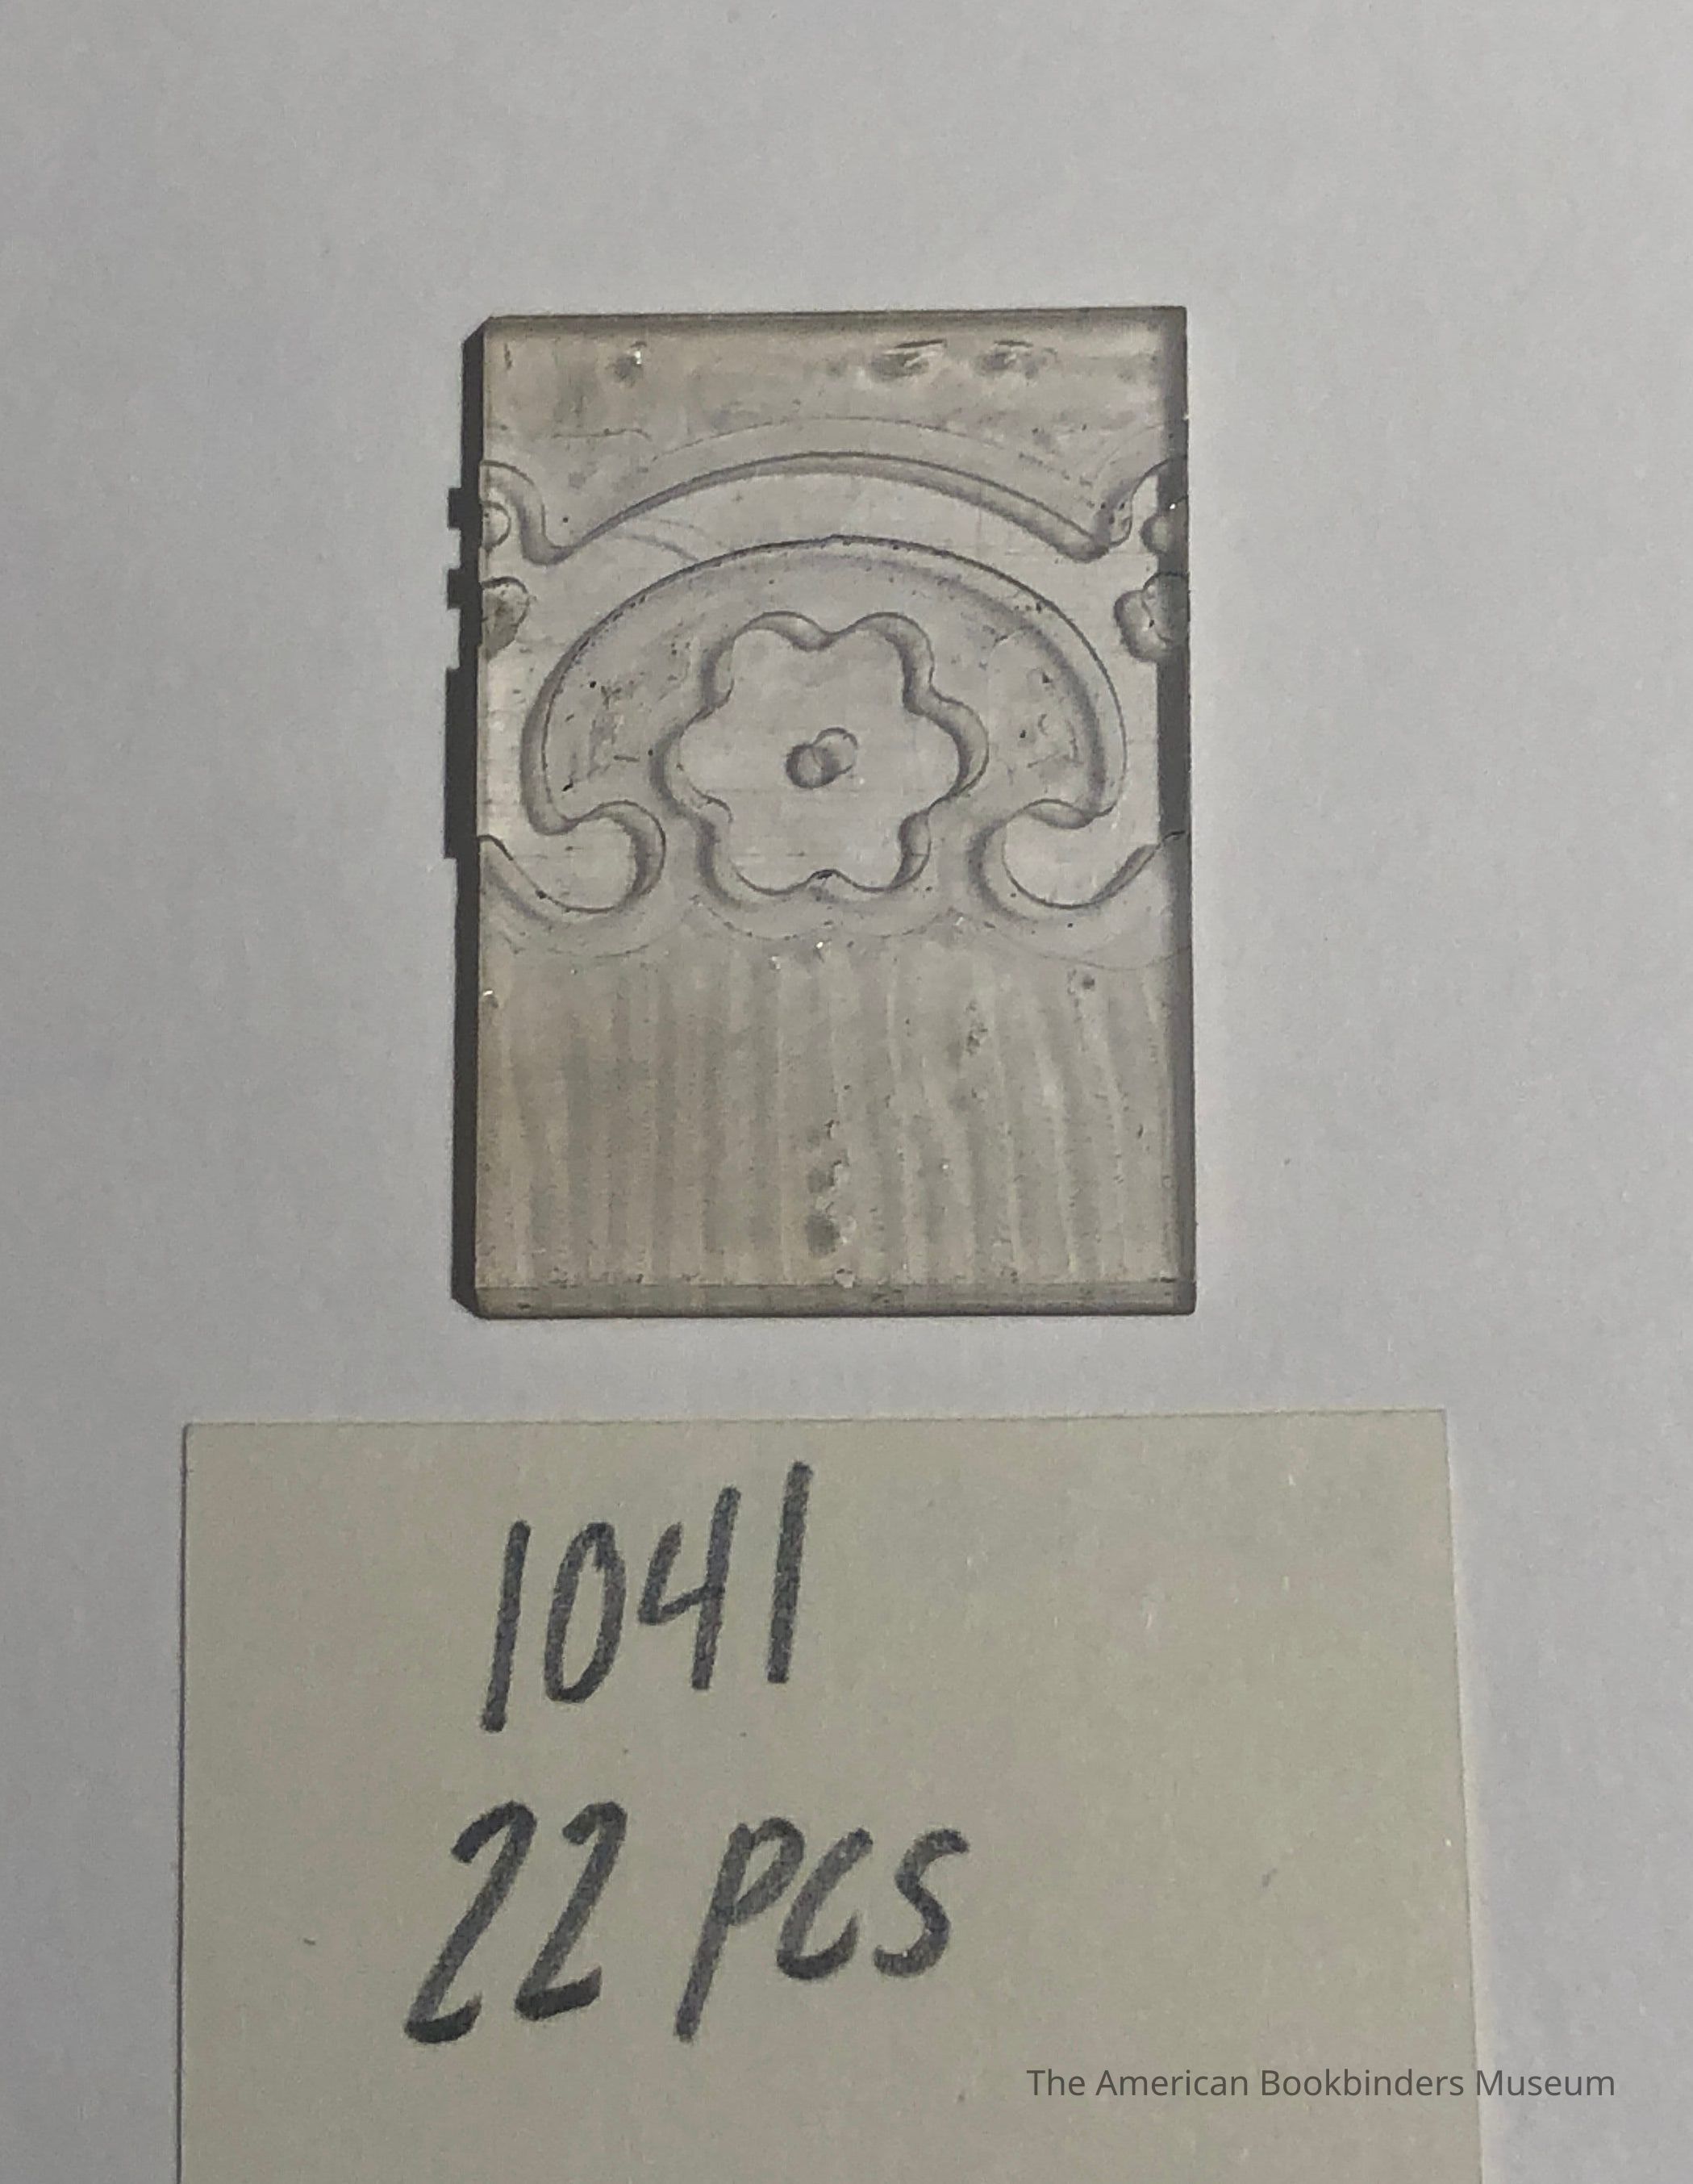 1041
22 pcs
The American Bookbinders Museum